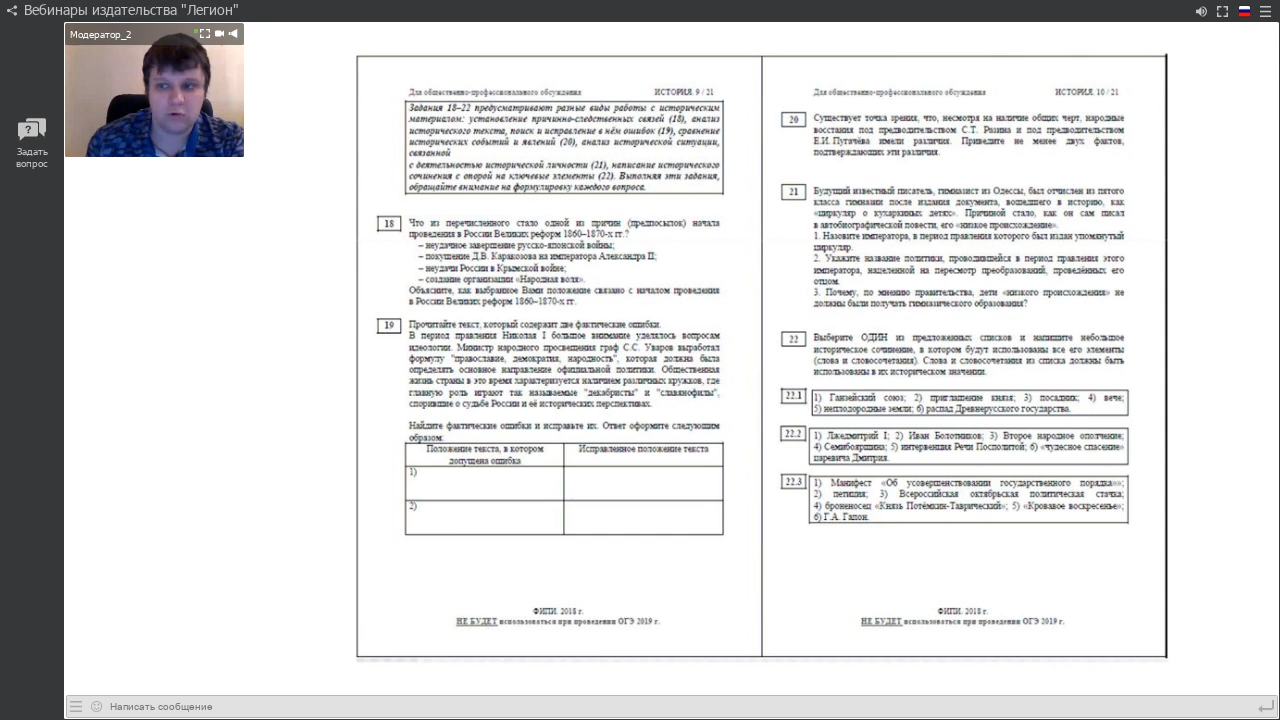 Вебинары издательства "Легион"
Модератор_2
Задать
вопрос
Для общественно-профессионального обсуждения ИСТОРИЯ. 9 / 21
Задания 18–22 предусматривают разные виды работы с историческим
материалом: установление причинно-следственных связей (18), анализ
исторического текста, поиск и исправление в нём ошибок (19), сравнение
исторических событий и явлений (20), анализ исторической ситуации,
связанной
с деятельностью исторической личности (21), написание исторического
сочинения с опорой на ключевые элементы (22). Выполняя эти задания,
обращайте внимание на формулировку каждого вопроса.
18 Что из перечисленного стало одной из причин (предпосылок) начала
проведения в России Великих реформ 1860–1870-х гг.?
– неудачное завершение русско-японской войны;
– покушение Д.В. Каракозова на императора Александра II;
– неудачи России в Крымской войне;
– создание организации «Народная воля».
Объясните, как выбранное Вами положение связано с началом проведения
в России Великих реформ 1860–1870-х гг.
19 Прочитайте текст, который содержит две фактические ошибки.
В период правления Николая I большое внимание уделялось вопросам
идеологии. Министр народного просвещения граф С.С. Уваров выработал
формулу "православие, демократия, народность", которая должна была
определять основное направление официальной политики. Общественная
жизнь страны в это время характеризуется наличием различных кружков, где
главную роль играют так называемые "декабристы" и "славянофилы",
спорившие о судьбе России и её исторических перспективах.
Найдите фактические ошибки и исправьте их. Ответ оформите следующим
образом:
Положение текста, в котором Исправленное положение текста
допущена ошибка
1)
2)
ФИПИ. 2018 г.
НЕ БУДЕТ использоваться при проведении ОГЭ 2019 г.
Для общественно-профессионального обсуждения ИСТОРИЯ. 10 / 21
20 Существует точка зрения, что, несмотря на наличие общих черт, народные
восстания под предводительством С.Т. Разина и под предводительством
Е.И. Пугачёва имели различия. Приведите не менее двух фактов,
подтверждающих эти различия.
21 Будущий известный писатель, гимназист из Одессы, был отчислен из пятого
класса гимназии после издания документа, вошедшего в историю, как
«циркуляр о кухаркиных детях». Причиной стало, как он сам писал
в автобиографической повести, его «низкое происхождение».
1. Назовите императора, в период правления которого был издан упомянутый
циркуляр.
2. Укажите название политики, проводившейся в период правления этого
императора, нацеленной на пересмотр преобразований, проведённых его
отцом.
3. Почему, по мнению правительства, дети «низкого происхождения» не
должны были получать гимназического образования?
22 Выберите ОДИН из предложенных списков и напишите небольшое
историческое сочинение, в котором будут использованы все его элементы
(слова и словосочетания). Слова и словосочетания из списка должны быть
использованы в их историческом значении.
22.1 1) Ганзейский союз; 2) приглашение князя; 3) посадник; 4) вече;
5) неплодородные земли; 6) распад Древнерусского государства.
22.2 1) Лжедмитрий I; 2) Иван Болотников; 3) Второе народное ополчение;
4) Семибоярщина; 5) интервенция Речи Посполитой; 6) «чудесное спасение»
царевича Дмитрия.
22.3 1) Манифест «Об усовершенствовании государственного порядка»»;
2) петиция; 3) Всероссийская октябрьская политическая стачка;
4) броненосец «Князь Потёмкин-Таврический»; 5) «Кровавое воскресенье»;
6) Г.А. Гапон.
ФИПИ. 2018 г.
НЕ БУДЕТ использоваться при проведении ОГЭ 2019 г.
Написать сообщение